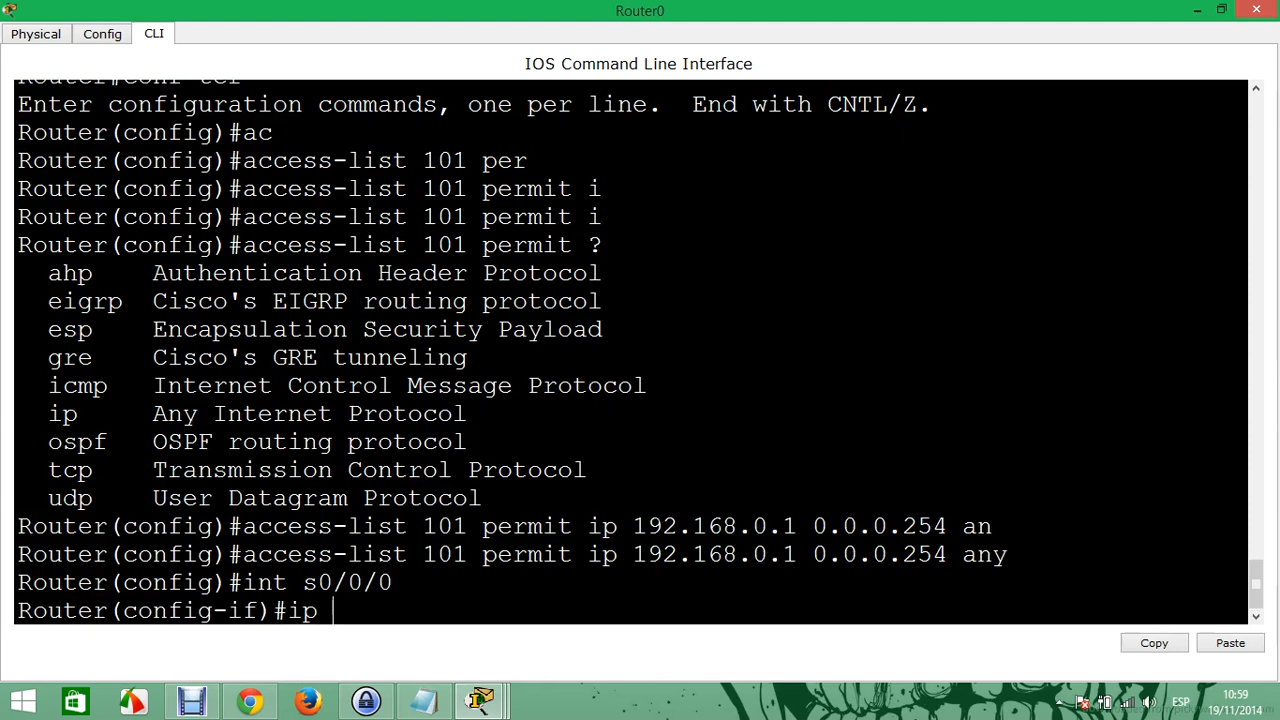 Router0
Physical Config CLI
IOS Command Line Interface
Router#conf ter
Enter configuration commands, one per line.  End with CNTL/Z.
Router(config)#ac
Router(config)#access-list 101 per
Router(config)#access-list 101 permit i
Router(config)#access-list 101 permit i
Router(config)#access-list 101 permit ?
ahp Authentication Header Protocol
eigrp Cisco's EIGRP routing protocol
esp Encapsulation Security Payload
gre Cisco's GRE tunneling
icmp Internet Control Message Protocol
ip Any Internet Protocol
ospf OSPF routing protocol
tcp Transmission Control Protocol
udp User Datagram Protocol
Router(config)#access-list 101 permit ip 192.168.0.1 0.0.0.254 an
Router(config)#access-list 101 permit ip 192.168.0.1 0.0.0.254 any
Router(config)#int s0/0/0
Router(config-if)#ip
Copy Paste
ESP
10:59
19/11/2014